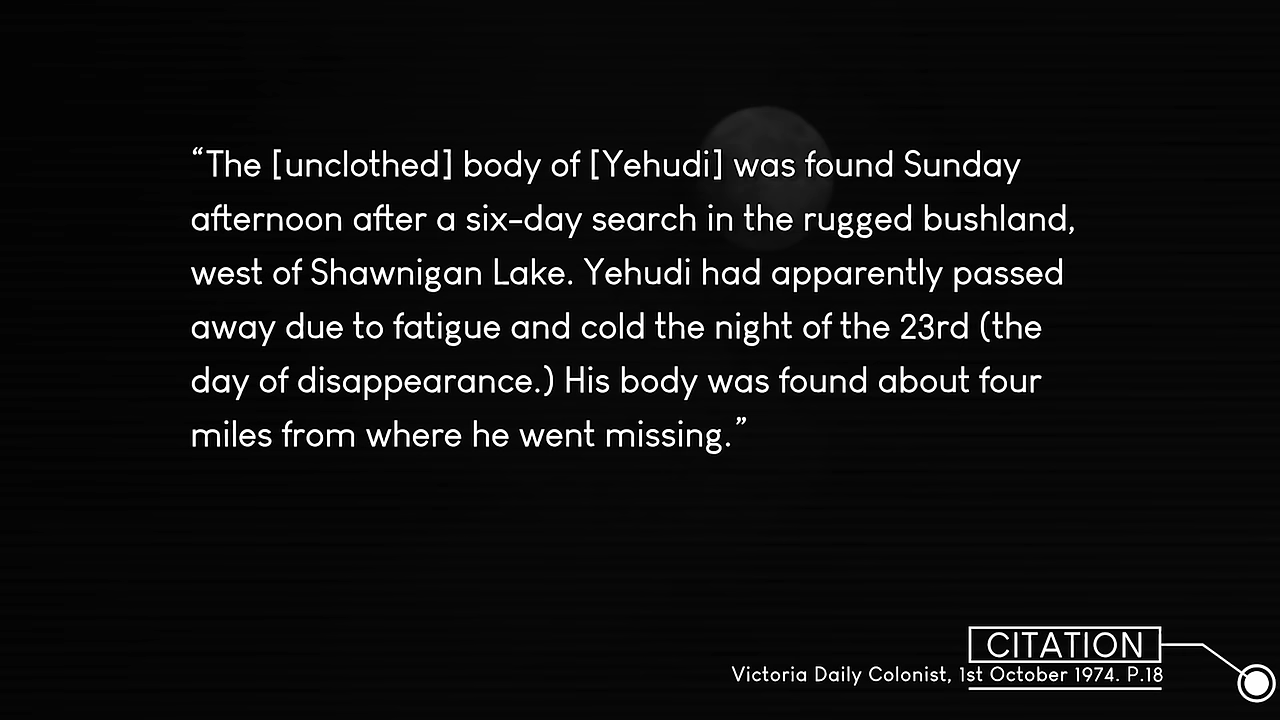 “The [unclothed] body of [Yehudi] was found Sunday
afternoon after a six-day search in the rugged bushland,
west of Shawnigan Lake. Yehudi had apparently passed
away due to fatigue and cold the night of the 23rd (the
day of disappearance.) His body was found about four
miles from where he went missing.”
CITATION
Victoria Daily Colonist, 1st October 1974. P.18